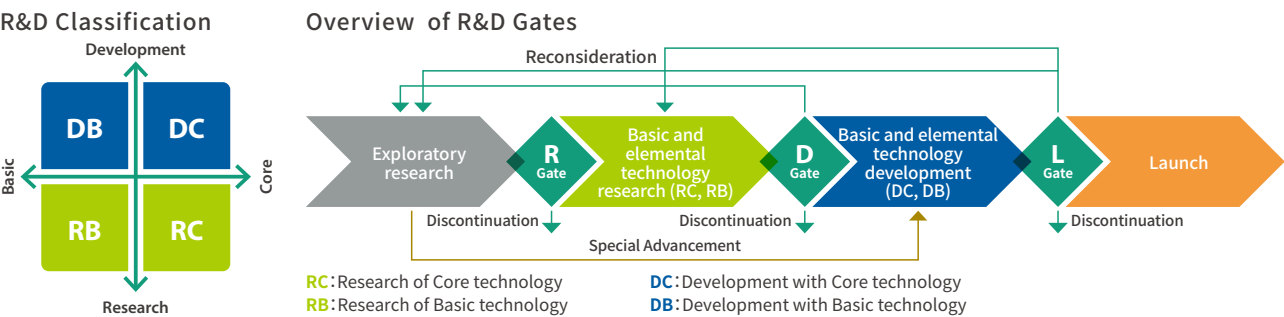 R&D Classification
Development
DB
DC
Basic
Core
RB
RC
Research
Overview of R&D Gates
Reconsideration
Exploratory
research
R
Gate
Basic and
elemental
technology
research (RC, RB)
D
Gate
Basic and elemental
technology
development
(DC, DB)
L
Gate
Launch
Discontinuation
Discontinuation
Discontinuation
Special Advancement
RC:Research of Core technology
RB:Research of Basic technology
DC:Development with Core technology
DB:Development with Basic technology